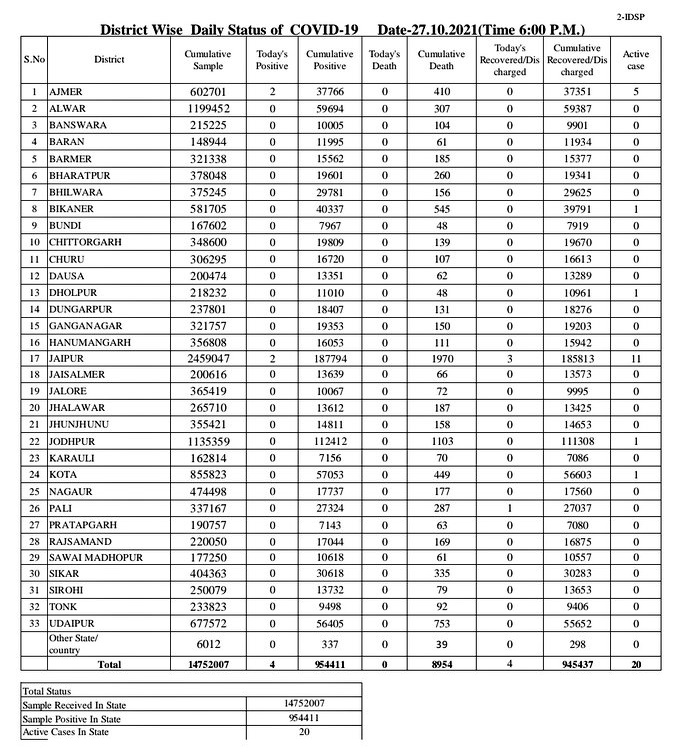 2-IDSP
District Wise Daily Status of COVID-19 Date-27.10.2021(Time 6:00 P.M.)
S.No District Cumulative Sample Today's Positive Cumulative Positive Today's Death Cumulative Death Today's Recovered/Dis charged Cumulative Recovered/Dis charged Active case
1 AJMER 602701 2 37766 0 410 0 37351 5
2 ALWAR 1199452 0 59694 0 307 0 59387 0
3 BANSWARA 215225 0 10005 0 104 0 9901 0
4 BARAN 148944 0 11995 0 61 0 11934 0
5 BARMER 321338 0 15562 0 185 0 15377 0
6 BHARATPUR 378048 0 19601 0 260 0 19341 0
7 BHILWARA 375245 0 29781 0 156 0 29625 0
8 BIKANER 581705 0 40337 0 545 0 39791 1
9 BUNDI 167602 0 7967 0 48 0 7919 0
10 CHITTORGARH 348600 0 19809 0 139 0 19670 0
11 CHURU 306295 0 16720 0 107 0 16613 0
12 DAUSA 200474 0 13351 0 62 0 13289 0
13 DHOLPUR 218232 0 11010 0 48 0 10961 1
14 DUNGARPUR 237801 0 18407 0 131 0 18276 0
15 GANGANAGAR 321757 0 19353 0 150 0 19203 0
16 HANUMANGARH 356808 0 16053 0 111 0 15942 0
17 JAIPUR 2459047 2 187794 0 1970 3 185813 11
18 JAISALMER 200616 0 13639 0 66 0 13573 0
19 JALORE 365419 0 10067 0 72 0 9995 0
20 JHALAWAR 265710 0 13612 0 187 0 13425 0
21 JHUNJHUNU 355421 0 14811 0 158 0 14653 0
22 JODHPUR 1135359 0 112412 0 1103 0 111308 1
23 KARAULI 162814 0 7156 0 70 0 7086 0
24 KOTA 855823 0 57053 0 449 0 56603 1
25 NAGAUR 474498 0 17737 0 177 0 17560 0
26 PALI 337167 0 27324 0 287 1 27037 0
27 PRATAPGARH 190757 0 7143 0 63 0 7080 0
28 RAJSAMAND 220050 0 17044 0 169 0 16875 0
29 SAWAI MADHOPUR 177250 0 10618 0 61 0 10557 0
30 SIKAR 404363 0 30618 0 335 0 30283 0
31 SIROHI 250079 0 13732 0 79 0 13653 0
32 TONK 233823 0 9498 0 92 0 9406 0
33 UDAIPUR 677572 0 56405 0 753 0 55652 0
Other State/ country 6012 0 337 0 39 0 298 0
Total 14752007 4 954411 0 8954 4 945437 20
Total Status
Sample Received In State 14752007
Sample Positive In State 954411
Active Cases In State 20